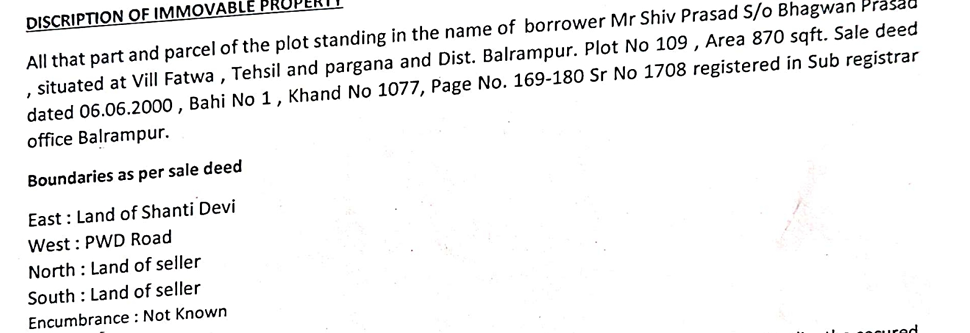 DISCRIPTION OF IMMOVABLE PROPERTY
All that part and parcel of the plot standing in the name of borrower Mr Shiv Prasad S/o Bhagwan Prasad
, situated at Vill Fatwa , Tehsil and pargana and Dist. Balrampur. Plot No 109 , Area 870 sqft. Sale deed
dated 06.06.2000 , Bahi No 1 , Khand No 1077, Page No. 169-180 Sr No 1708 registered in Sub registrar
office Balrampur.
Boundaries as per sale deed
East : Land of Shanti Devi
West : PWD Road
North : Land of seller
South : Land of seller
Encumbrance : Not Known
secured